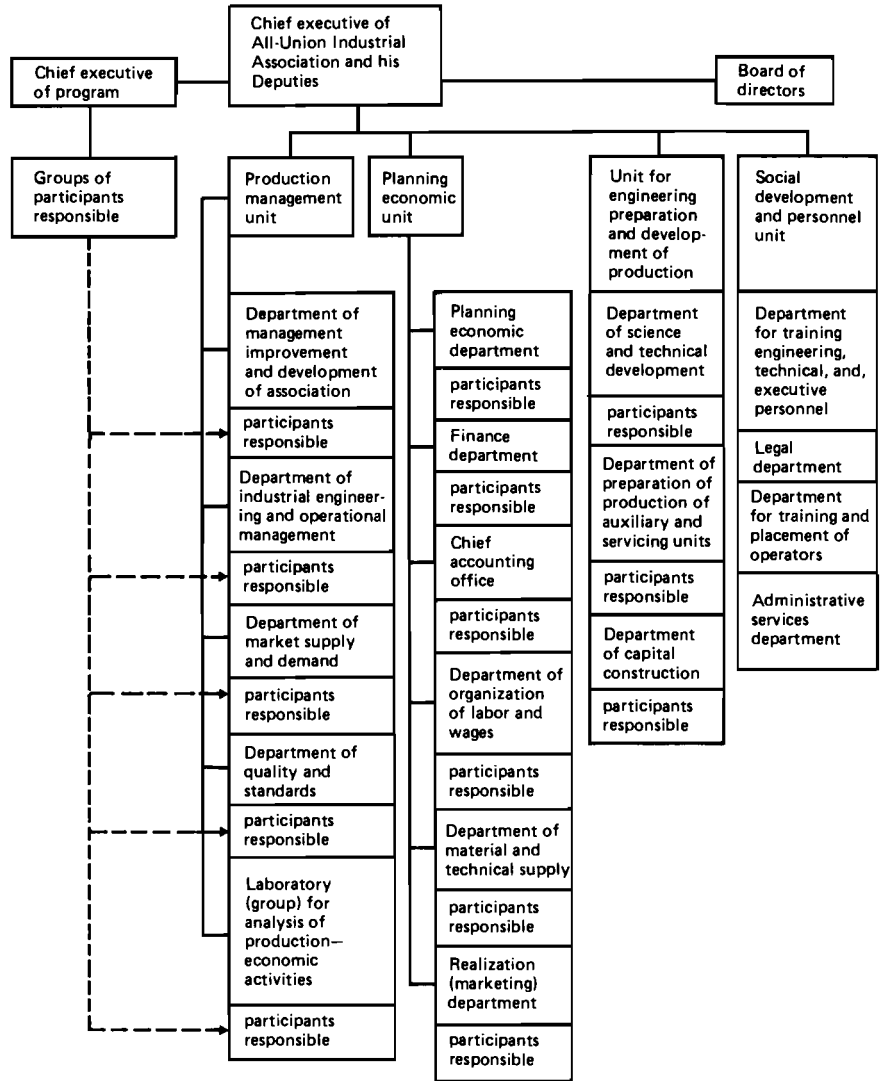 Chief executive of
All-Union Industrial
Association and his
Deputies
Chief executive
of program
Board of
directors
Groups of
participants
responsible
Production
management
unit
Planning
economic
unit
Unit for
engineering
preparation
and develop-
ment of
production
Social
development
and personnel
unit
Department of
management
improvement
and development
of association
participants
responsible
Department of
industrial engineer-
ing and operational
management
participants
responsible
Department of
market supply
and demand
participants
responsible
Department of
quality and
standards
participants
responsible
Laboratory
(group) for
analysis of
production—
economic
activities
participants
responsible
Planning
economic
department
participants
responsible
Finance
department
participants
responsible
Chief
accounting
office
participants
responsible
Department of
organization
of labor and
wages
participants
responsible
Department of
material and
technical supply
participants
responsible
Realization
(marketing)
department
participants
responsible
Department
of science
and technical
development
participants
responsible
Department of
preparation of
production of
auxiliary and
servicing units
participants
responsible
Department
of capital
construction
participants
responsible
Department
for training
engineering,
technical, and,
executive
personnel
Legal
department
Department
for training and
placement of
operators
Administrative
services
department